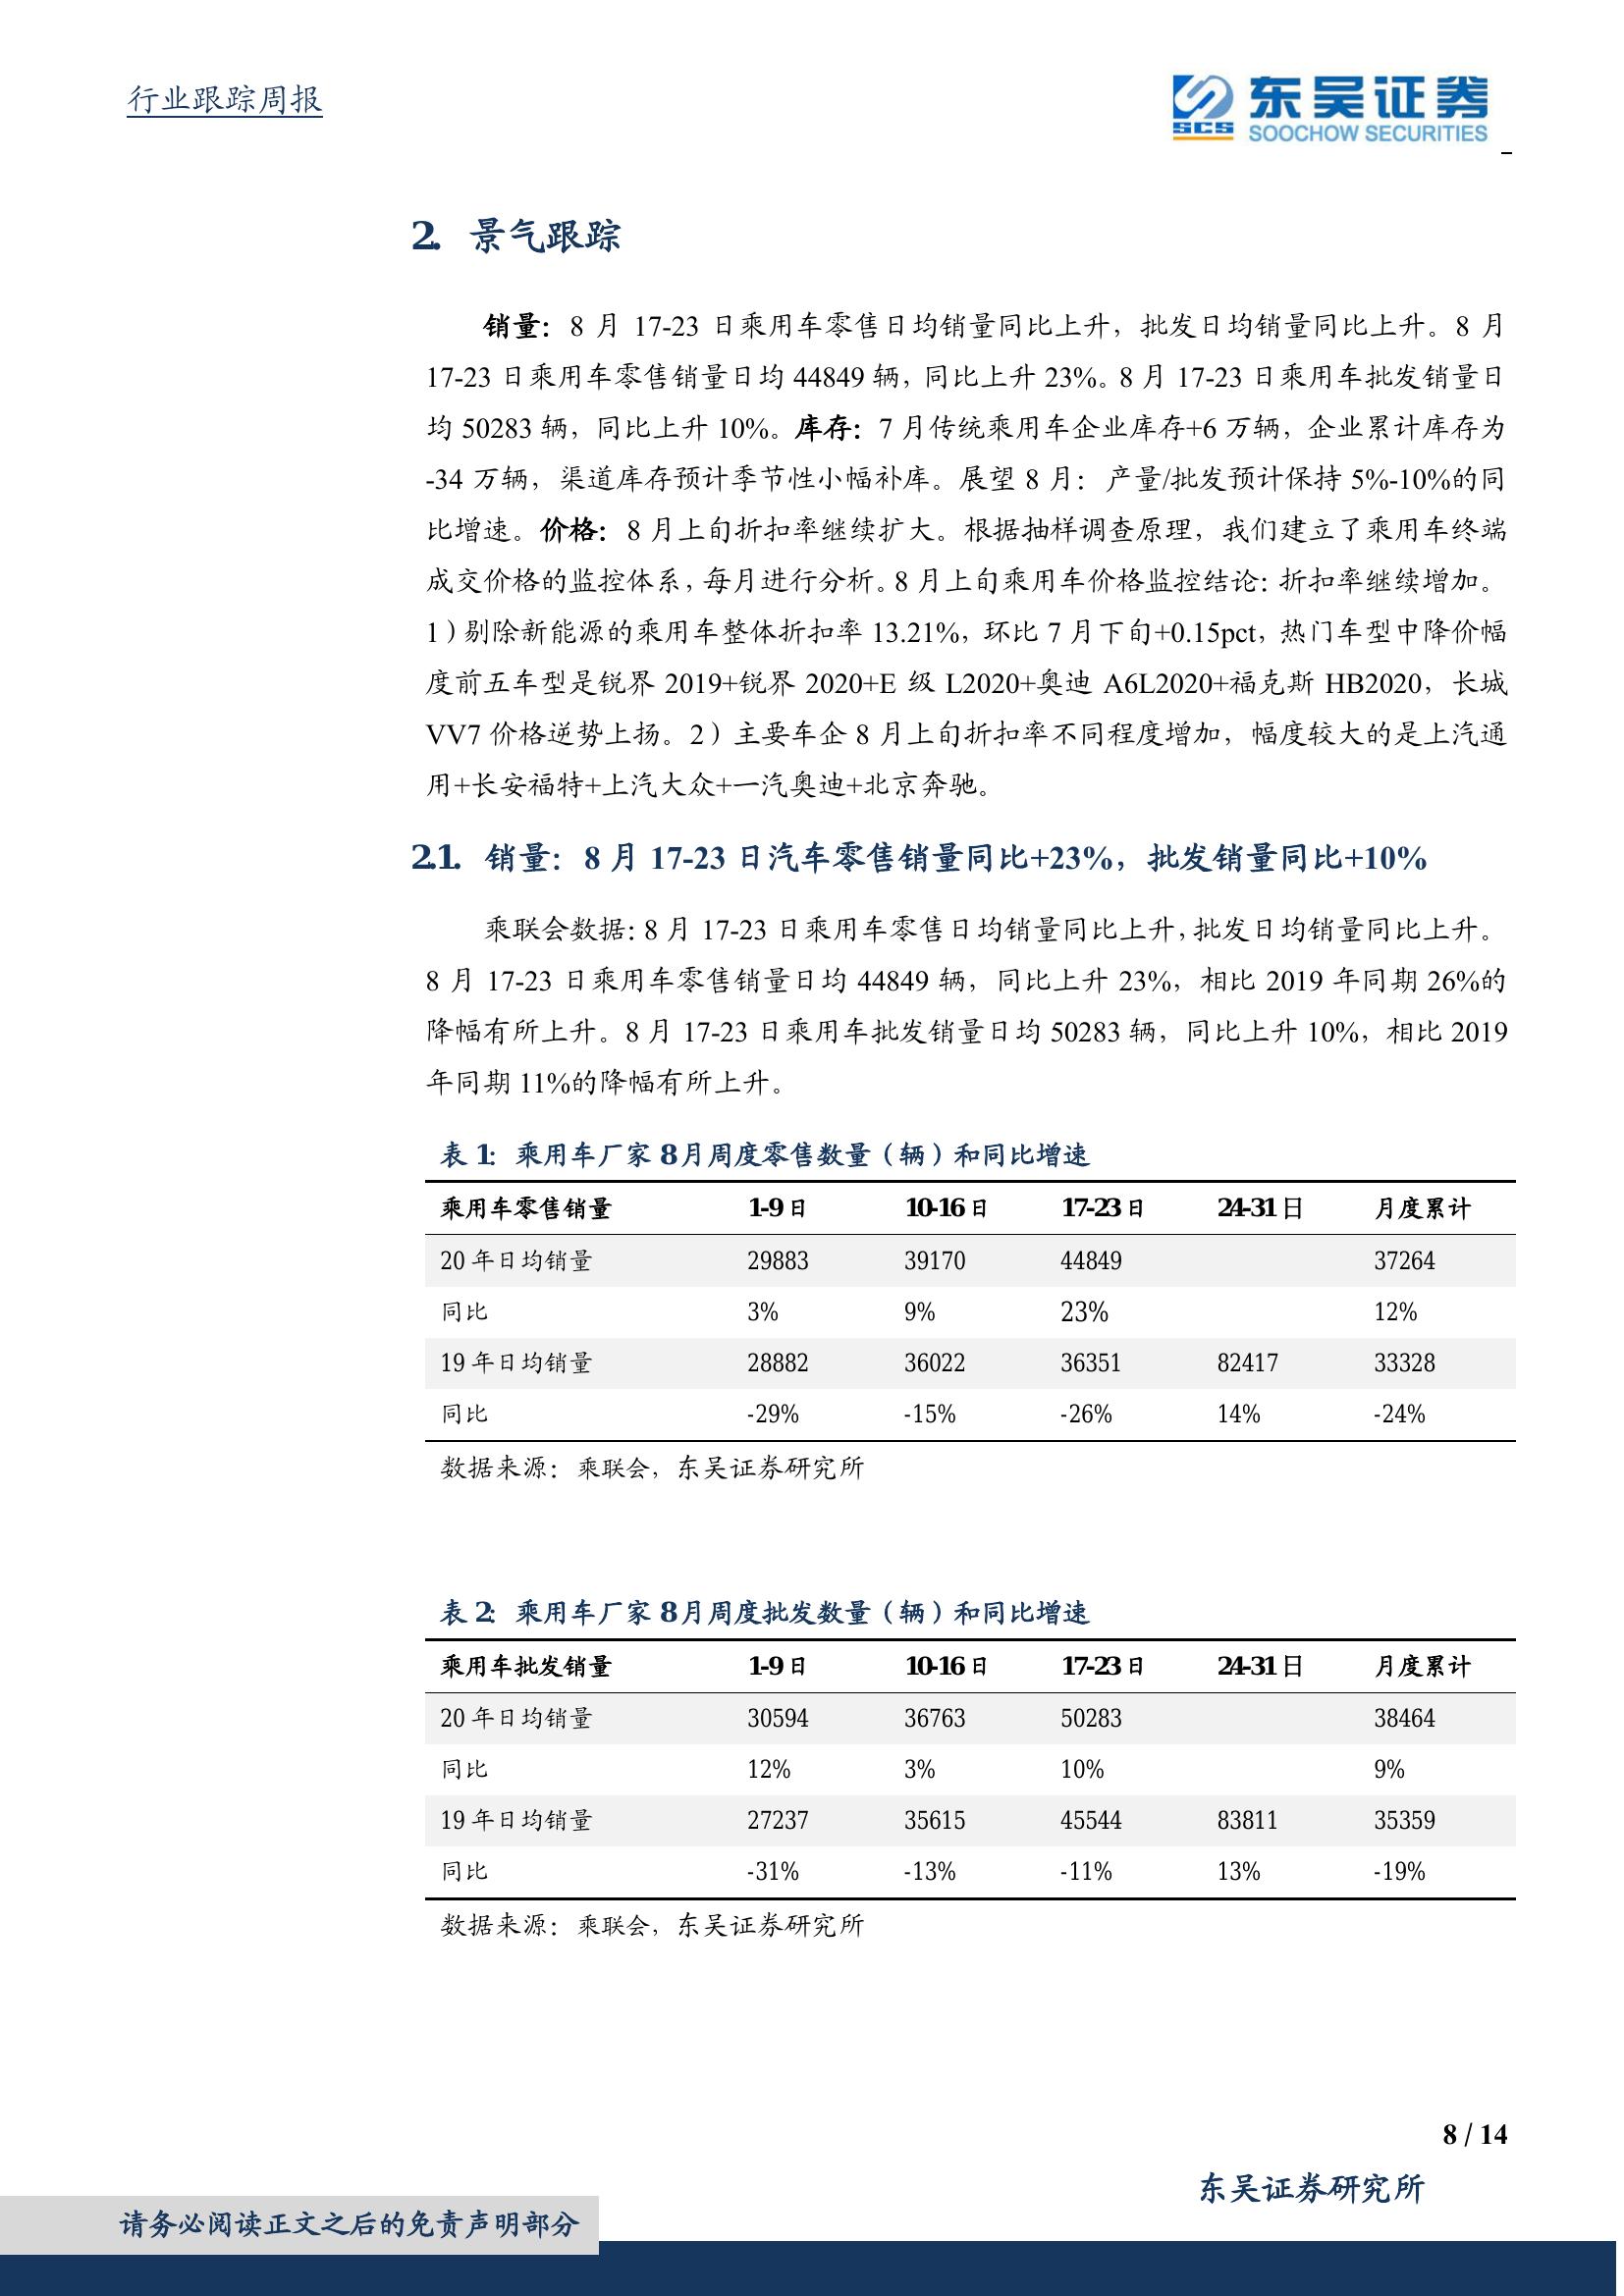 行业跟踪周报
SCS 东吴证券
SOOCHOW SECURITIES
2. 景气跟踪
销量：8 月 17-23 日乘用车零售日均销量同比上升，批发日均销量同比上升。8 月
17-23 日乘用车零售销量日均 44849 辆，同比上升 23%。8 月 17-23 日乘用车批发销量日
均 50283 辆，同比上升 10%。库存：7 月传统乘用车企业库存+6 万辆，企业累计库存为
-34 万辆，渠道库存预计季节性小幅补库。展望 8 月：产量/批发预计保持 5%-10%的同
比增速。价格：8 月上旬折扣率继续扩大。根据抽样调查原理，我们建立了乘用车终端
成交价格的监控体系，每月进行分析。8 月上旬乘用车价格监控结论：折扣率继续增加。
1）剔除新能源的乘用车整体折扣率 13.21%，环比 7 月下旬+0.15pct，热门车型中降价幅
度前五车型是锐界 2019+锐界 2020+E 级 L2020+奥迪 A6L2020+福克斯 HB2020，长城
VV7 价格逆势上扬。2）主要车企 8 月上旬折扣率不同程度增加，幅度较大的是上汽通
用+长安福特+上汽大众+一汽奥迪+北京奔驰。
2.1. 销量：8 月 17-23 日汽车零售销量同比+23%，批发销量同比+10%
乘联会数据：8 月 17-23 日乘用车零售日均销量同比上升，批发日均销量同比上升。
8 月 17-23 日乘用车零售销量日均 44849 辆，同比上升 23%，相比 2019 年同期 26%的
降幅有所上升。8 月 17-23 日乘用车批发销量日均 50283 辆，同比上升 10%，相比 2019
年同期 11%的降幅有所上升。
表 1：乘用车厂家 8 月周度零售数量（辆）和同比增速
乘用车零售销量 1-9 日 10-16 日 17-23 日 24-31 日 月度累计
20 年日均销量 29883 39170 44849 37264
同比 3% 9% 23% 12%
19 年日均销量 28882 36022 36351 82417 33328
同比 -29% -15% -26% 14% -24%
数据来源：乘联会，东吴证券研究所
表 2：乘用车厂家 8 月周度批发数量（辆）和同比增速
乘用车批发销量 1-9 日 10-16 日 17-23 日 24-31 日 月度累计
20 年日均销量 30594 36763 50283 38464
同比 12% 3% 10% 9%
19 年日均销量 27237 35615 45544 83811 35359
同比 -31% -13% -11% 13% -19%
数据来源：乘联会，东吴证券研究所
8 / 14
东吴证券研究所
请务必阅读正文之后的免责声明部分